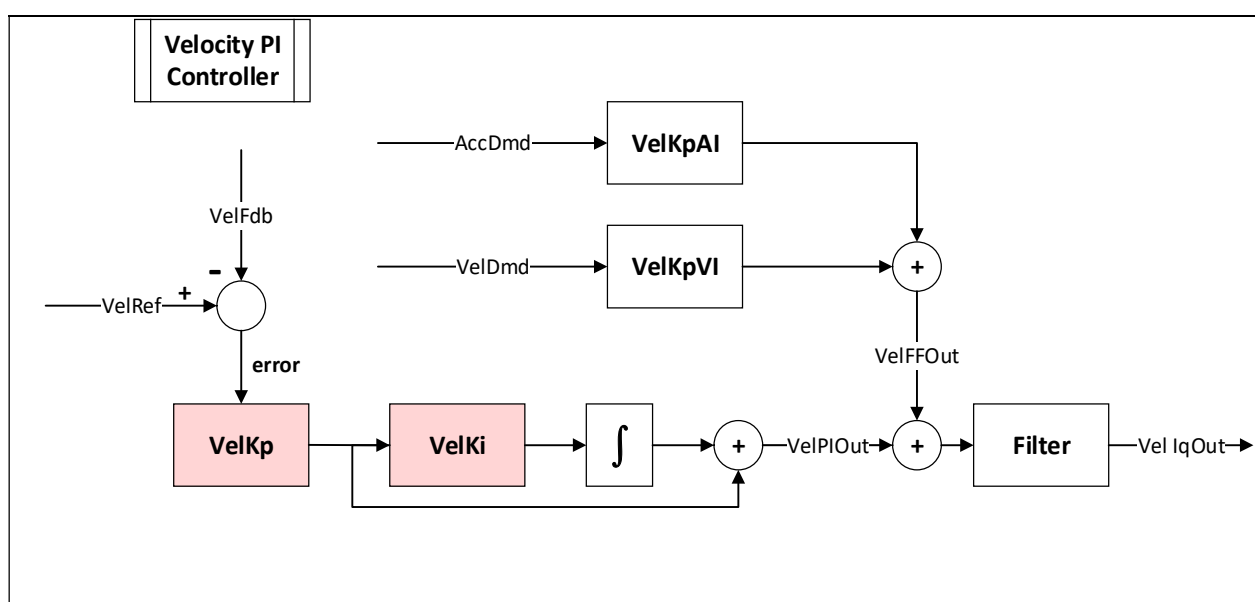 Velocity PI
Controller
AccDmd
VelKpAI
VelFdb
VelDmd
VelKpVI
+
-
VelRef
+
error
VelFFOut
VelKp
VelKi
∫
+
VelPIOut
+
Filter
Vel IqOut